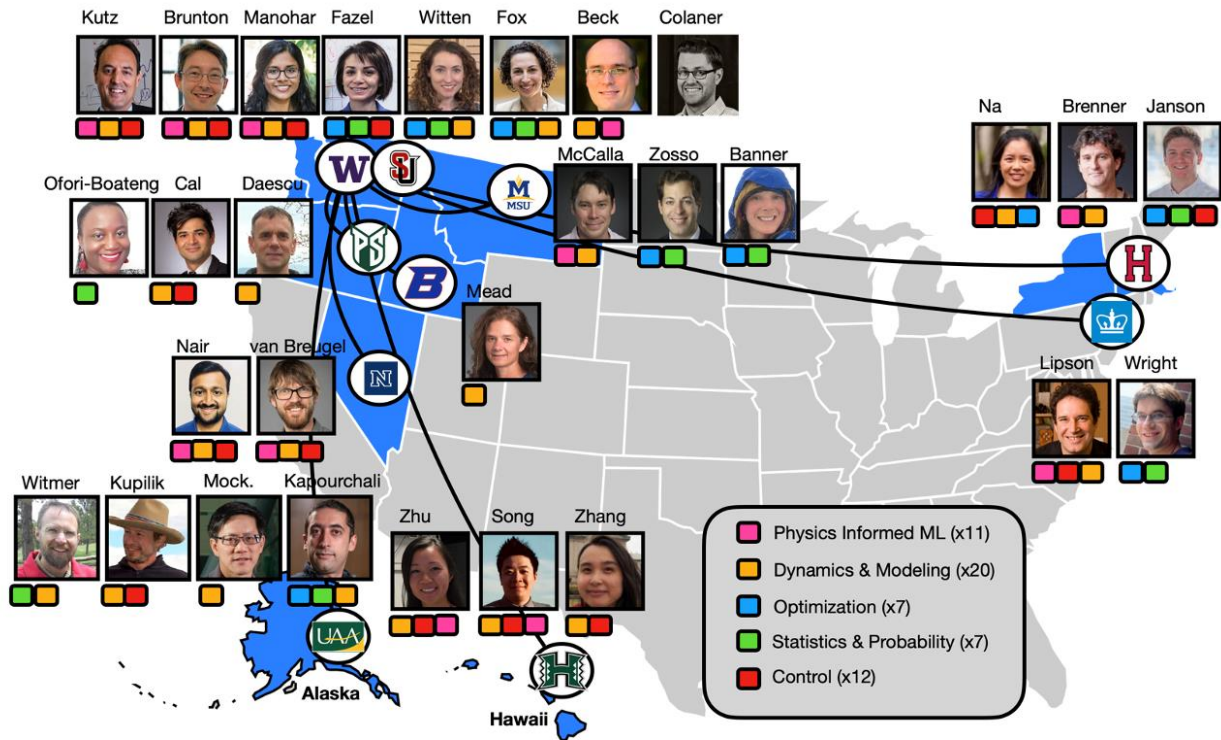 Kutz Brunton Manohar Fazel Witten Fox Beck Colaner
Na Brenner Janson
W SU M MSU
McCalla Zosso Banner
Ofori-Boateng Cal Daescu
PS
H
B
Mead
Nair van Breugel
N
Lipson Wright
Witmer Kupilik Mock. Kapourchali
Zhu Song Zhang
Physics Informed ML (x11)
Dynamics & Modeling (x20)
Optimization (x7)
Statistics & Probability (x7)
Control (x12)
UAA
H
Alaska
Hawaii